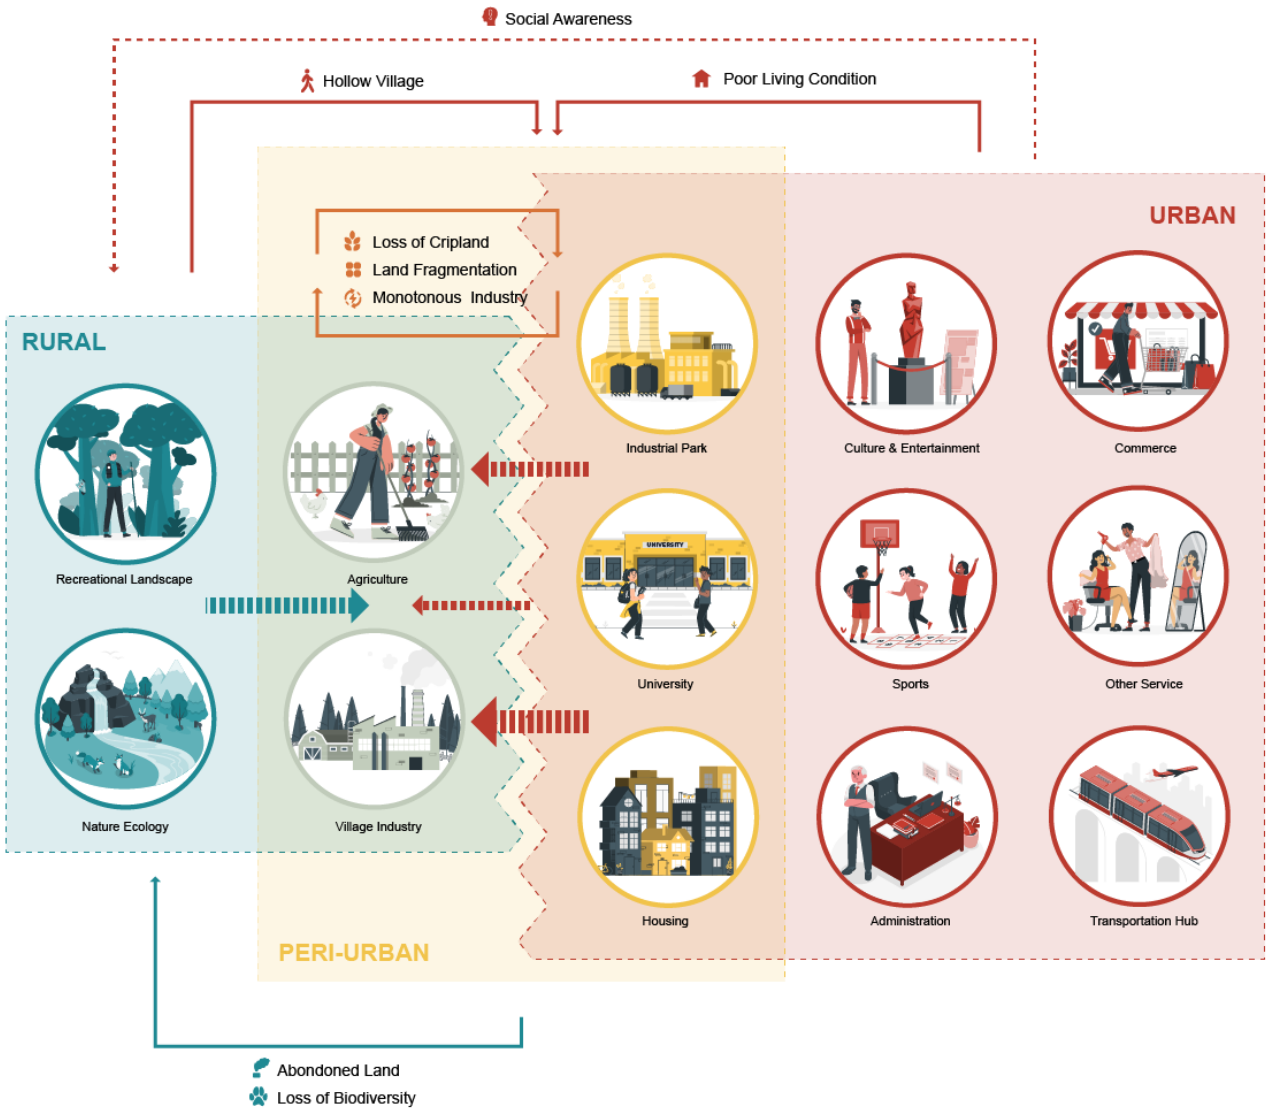 Social Awareness
Hollow Village
Poor Living Condition
URBAN
Loss of Cripland
Land Fragmentation
Monotonous Industry
RURAL
Industrial Park
Culture & Entertainment
Commerce
Recreational Landscape
Agriculture
UNIVERSITY
University
Sports
Other Service
Nature Ecology
Village Industry
Housing
Administration
Transportation Hub
PERI-URBAN
Abondoned Land
Loss of Biodiversity